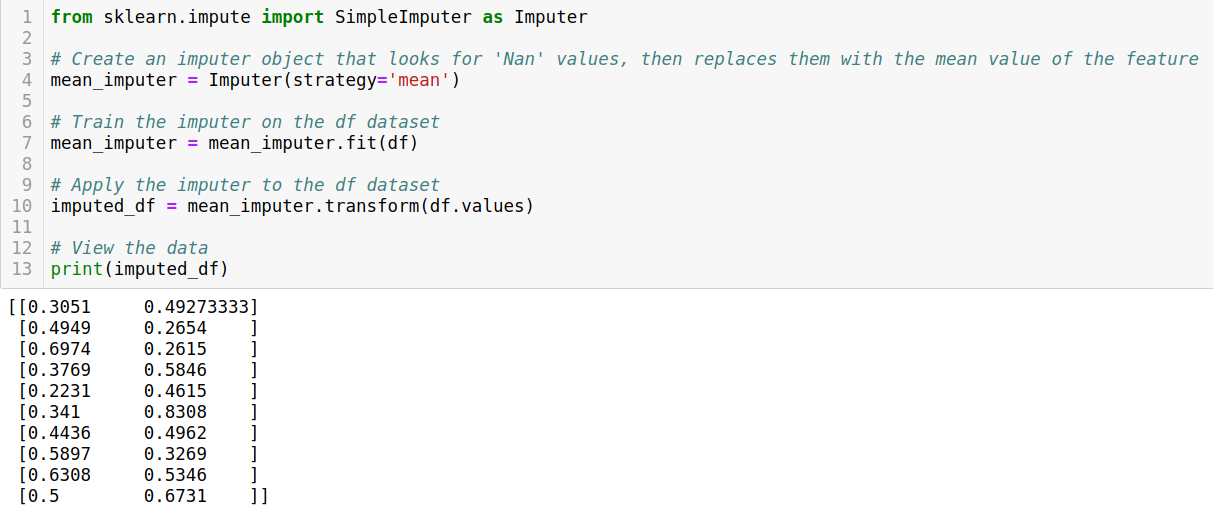 1 from sklearn.impute import SimpleImputer as Imputer
2
3 # Create an imputer object that looks for 'Nan' values, then replaces them with the mean value of the feature
4 mean_imputer = Imputer(strategy='mean')
5
6 # Train the imputer on the df dataset
7 mean_imputer = mean_imputer.fit(df)
8
9 # Apply the imputer to the df dataset
10 imputed_df = mean_imputer.transform(df.values)
11
12 # View the data
13 print(imputed_df)
[[0.3051     0.49273333]
 [0.4949     0.2654    ]
 [0.6974     0.2615    ]
 [0.3769     0.5846    ]
 [0.2231     0.4615    ]
 [0.341      0.8308    ]
 [0.4436     0.4962    ]
 [0.5897     0.3269    ]
 [0.6308     0.5346    ]
 [0.5        0.6731    ]]